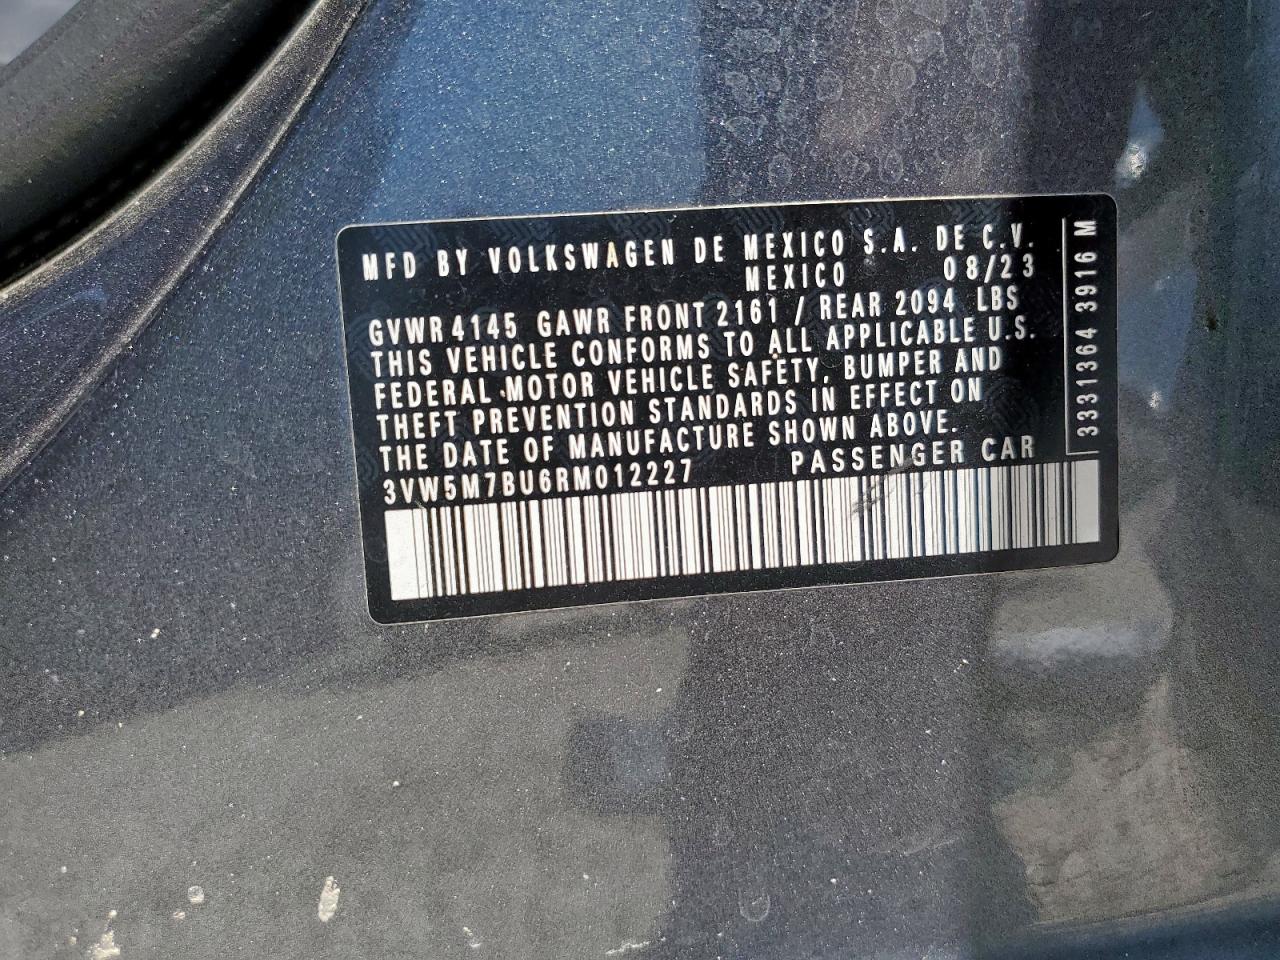 MFD BY VOLKSWAGEN DE MEXICO S.A. DE C.V.
MEXICO 08/23
GVWR 4145 GAWR FRONT 2161 / REAR 2094 LBS
THIS VEHICLE CONFORMS TO ALL APPLICABLE U.S.
FEDERAL MOTOR VEHICLE SAFETY, BUMPER AND
THEFT PREVENTION STANDARDS IN EFFECT ON
THE DATE OF MANUFACTURE SHOWN ABOVE.
3VW5M7BU6RM012227 PASSENGER CAR
3331364 3916 M